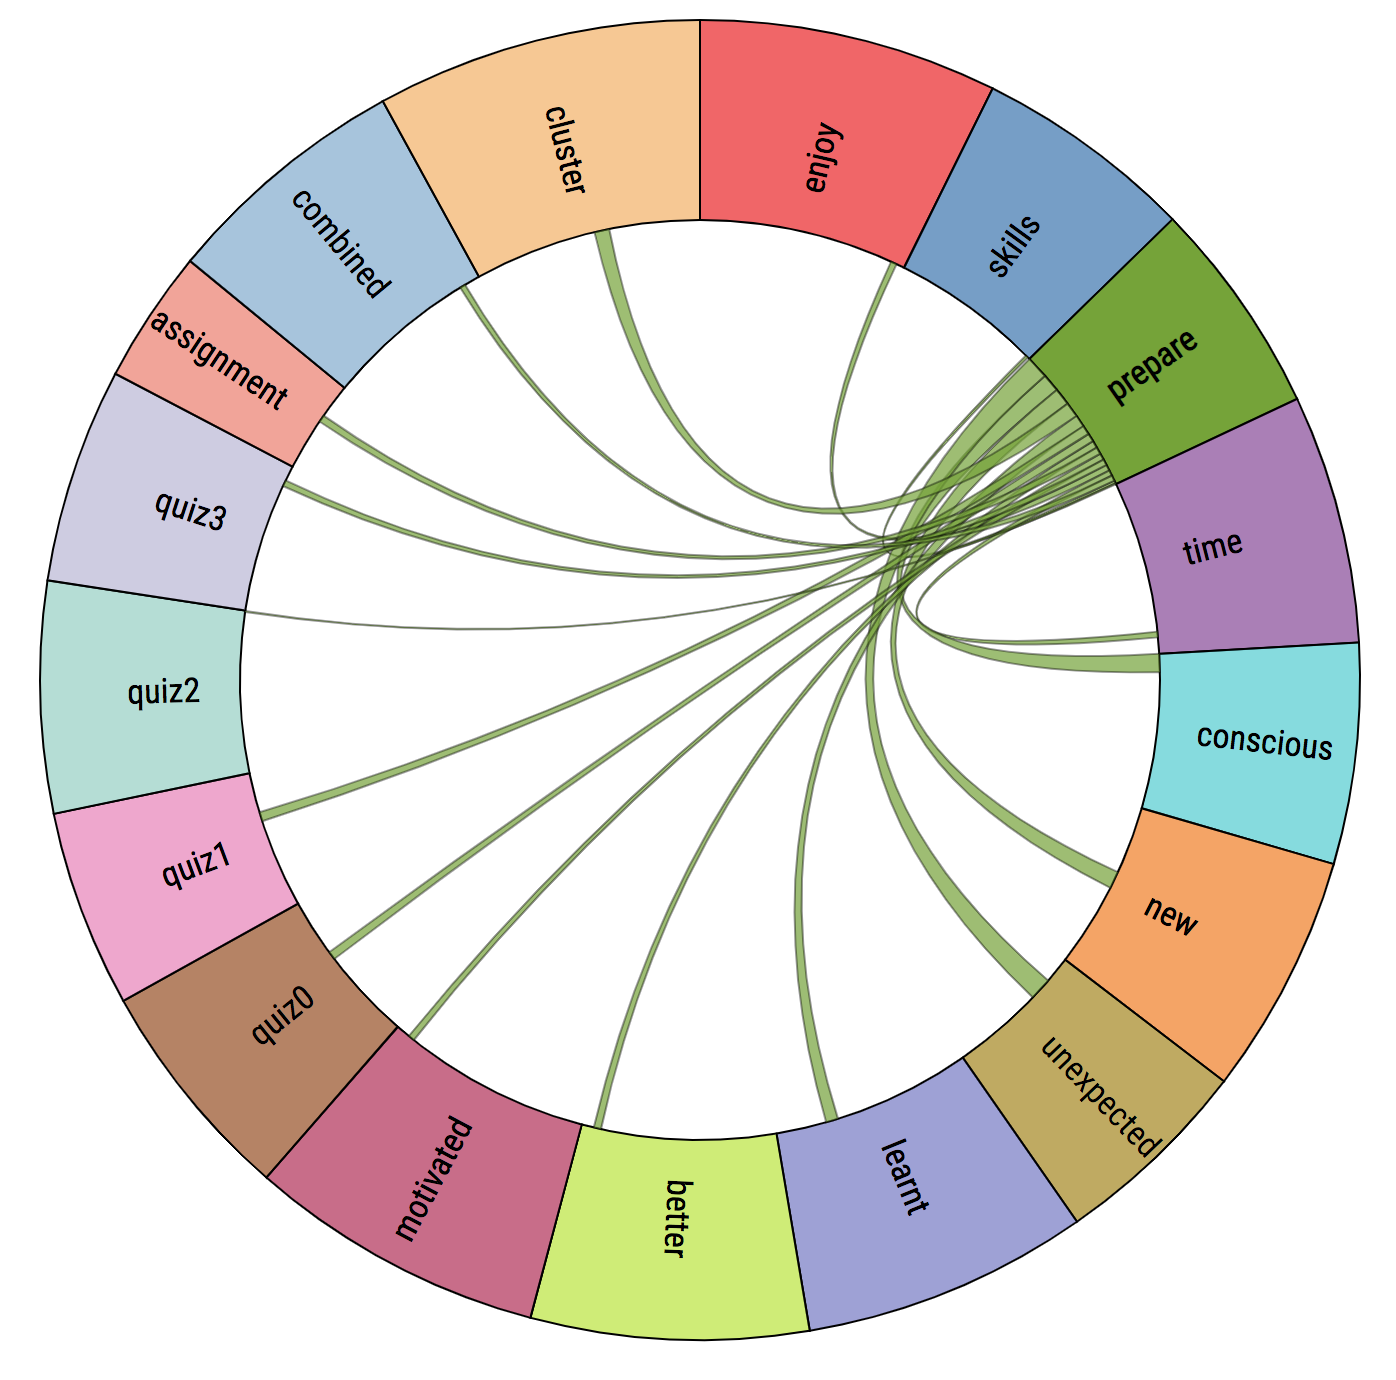 enjoy
skills
prepare
time
conscious
new
unexpected
learnt
better
motivated
quiz0
quiz1
quiz2
quiz3
assignment
combined
cluster